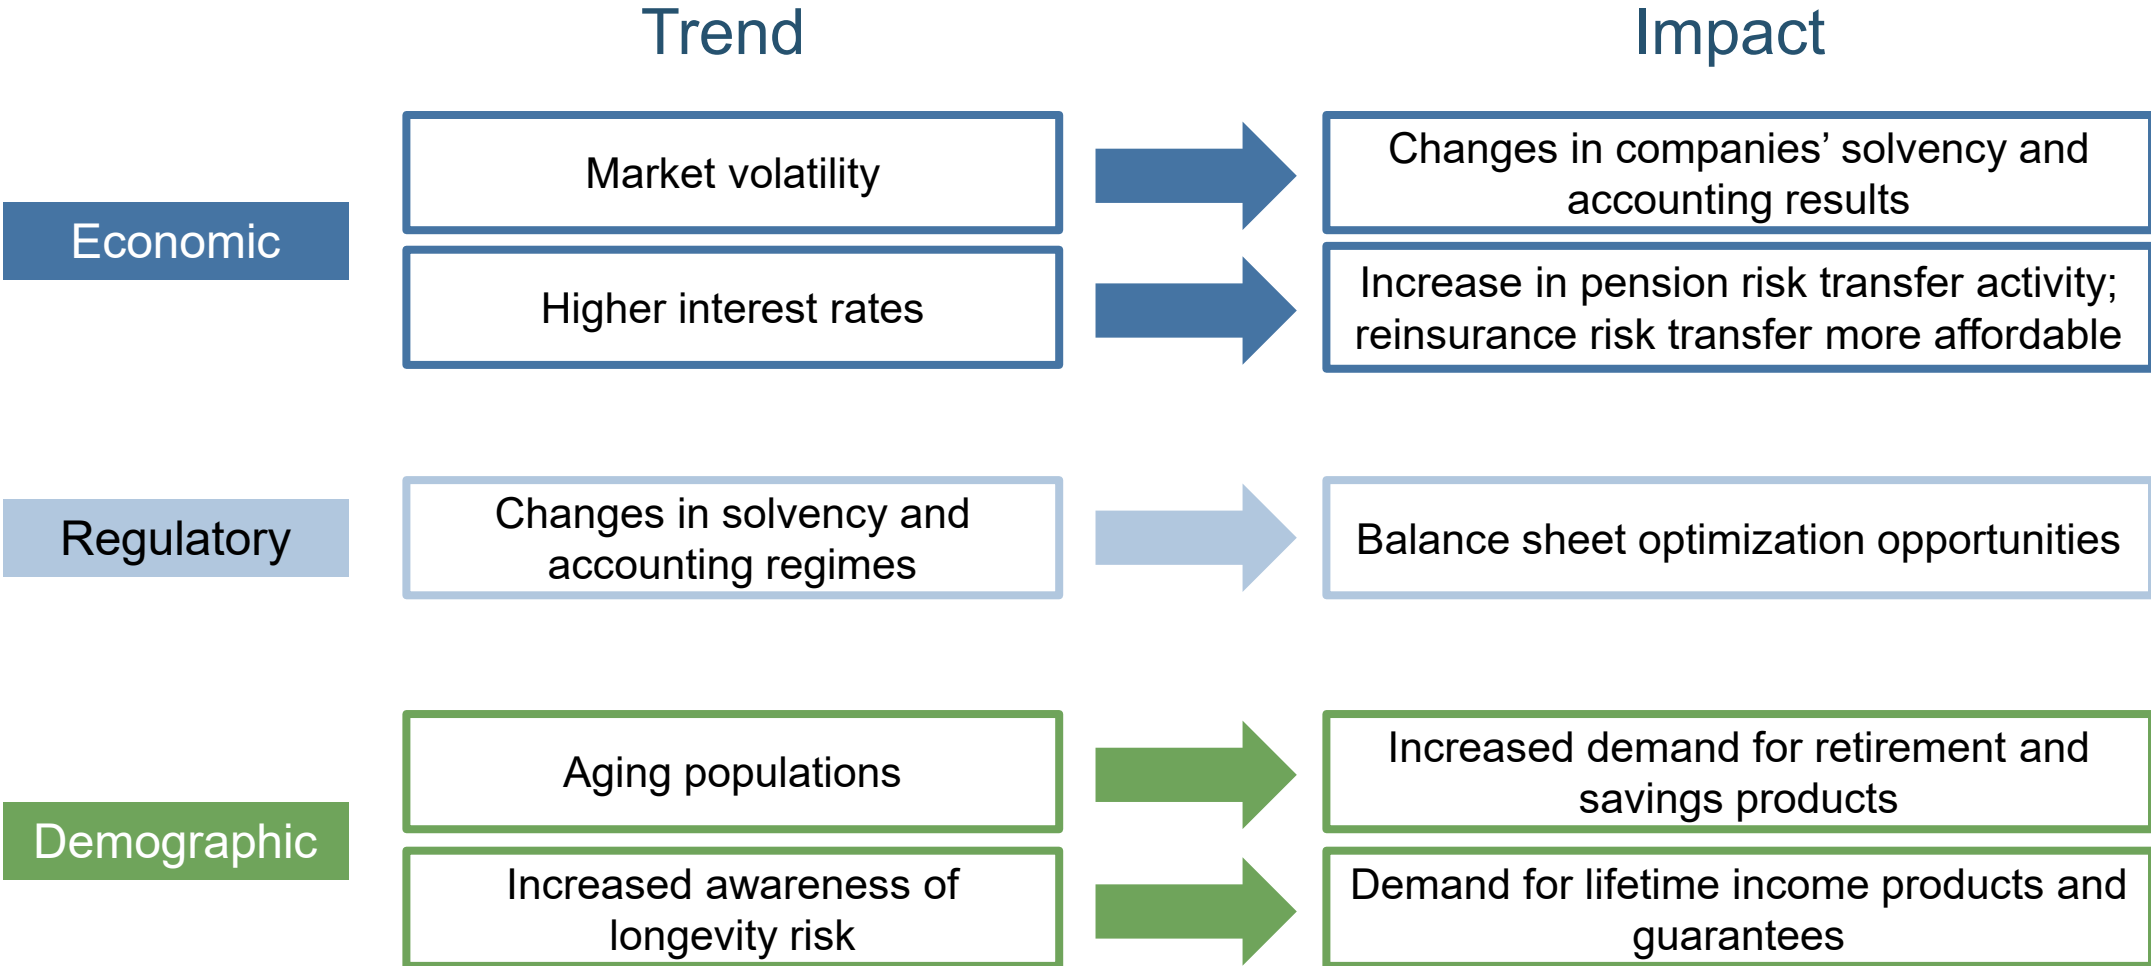 Trend
Impact
Economic
Market volatility
Changes in companies’ solvency and
accounting results
Higher interest rates
Increase in pension risk transfer activity;
reinsurance risk transfer more affordable
Regulatory
Changes in solvency and
accounting regimes
Balance sheet optimization opportunities
Demographic
Aging populations
Increased demand for retirement and
savings products
Increased awareness of
longevity risk
Demand for lifetime income products and
guarantees